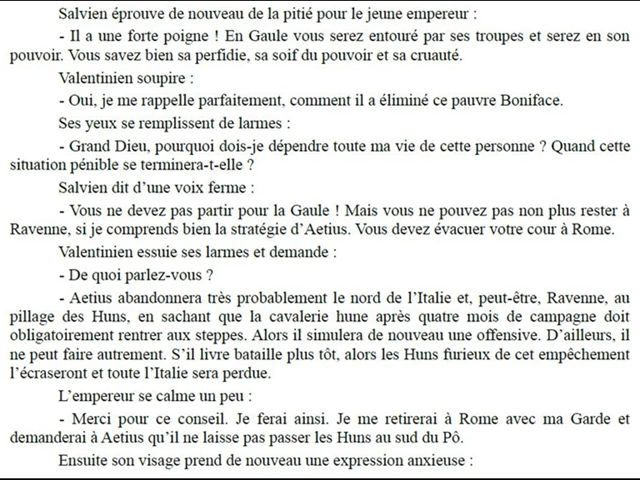 Salvien éprouve de nouveau de la pitié pour le jeune empereur :
- Il a une forte poigne ! En Gaule vous serez entouré par ses troupes et serez en son
pouvoir. Vous savez bien sa perfidie, sa soif du pouvoir et sa cruauté.
Valentinien soupire :
- Oui, je me rappelle parfaitement, comment il a éliminé ce pauvre Boniface.
Ses yeux se remplissent de larmes :
- Grand Dieu, pourquoi dois-je dépendre toute ma vie de cette personne ? Quand cette
situation pénible se terminera-t-elle ?
Salvien dit d’une voix ferme :
- Vous ne devez pas partir pour la Gaule ! Mais vous ne pouvez pas non plus rester à
Ravenne, si je comprends bien la stratégie d’Aetius. Vous devez évacuer votre cour à Rome.
Valentinien essuie ses larmes et demande :
- De quoi parlez-vous ?
- Aetius abandonnera très probablement le nord de l’Italie et, peut-être, Ravenne, au
pillage des Huns, en sachant que la cavalerie hune après quatre mois de campagne doit
obligatoirement rentrer aux steppes. Alors il simulera de nouveau une offensive. D’ailleurs, il
ne peut faire autrement. S’il livre bataille plus tôt, alors les Huns furieux de cet empêchement
l’écraseront et toute l’Italie sera perdue.
L’empereur se calme un peu :
- Merci pour ce conseil. Je ferai ainsi. Je me retirerai à Rome avec ma Garde et
demanderai à Aetius qu’il ne laisse pas passer les Huns au sud du Pô.
Ensuite son visage prend de nouveau une expression anxieuse :